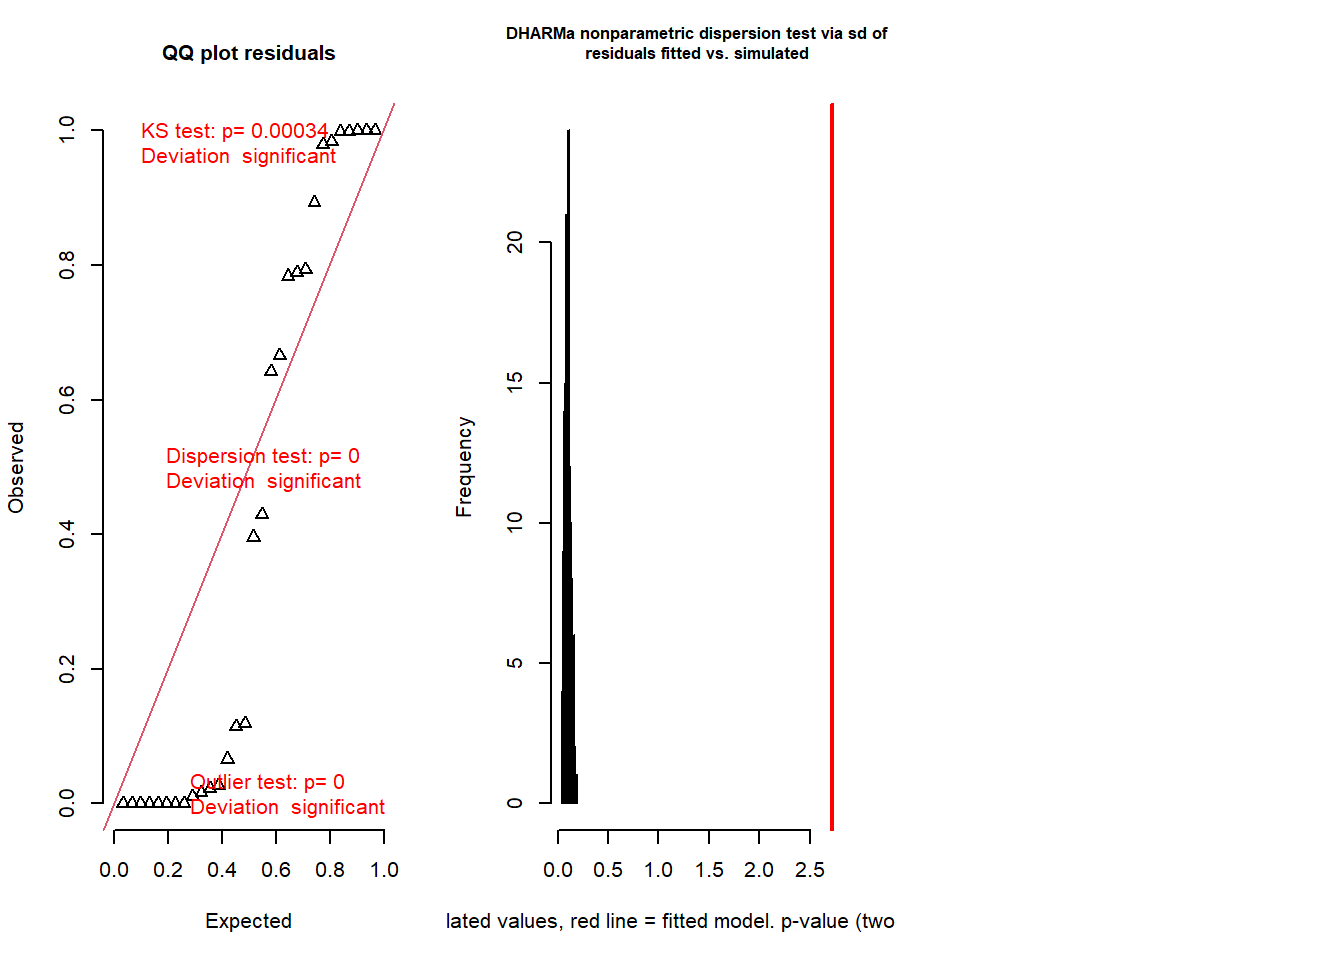 QQ plot residuals
KS test: p= 0.00034
Deviation  significant
Dispersion test: p= 0
Deviation  significant
Outlier test: p= 0
Deviation  significant
Observed
0.0 0.2 0.4 0.6 0.8 1.0
0.0 0.2 0.4 0.6 0.8 1.0
Expected
DHARMa nonparametric dispersion test via sd of
residuals fitted vs. simulated
Frequency
0 5 10 15 20
0.0 0.5 1.0 1.5 2.0 2.5
lated values, red line = fitted model. p-value (two